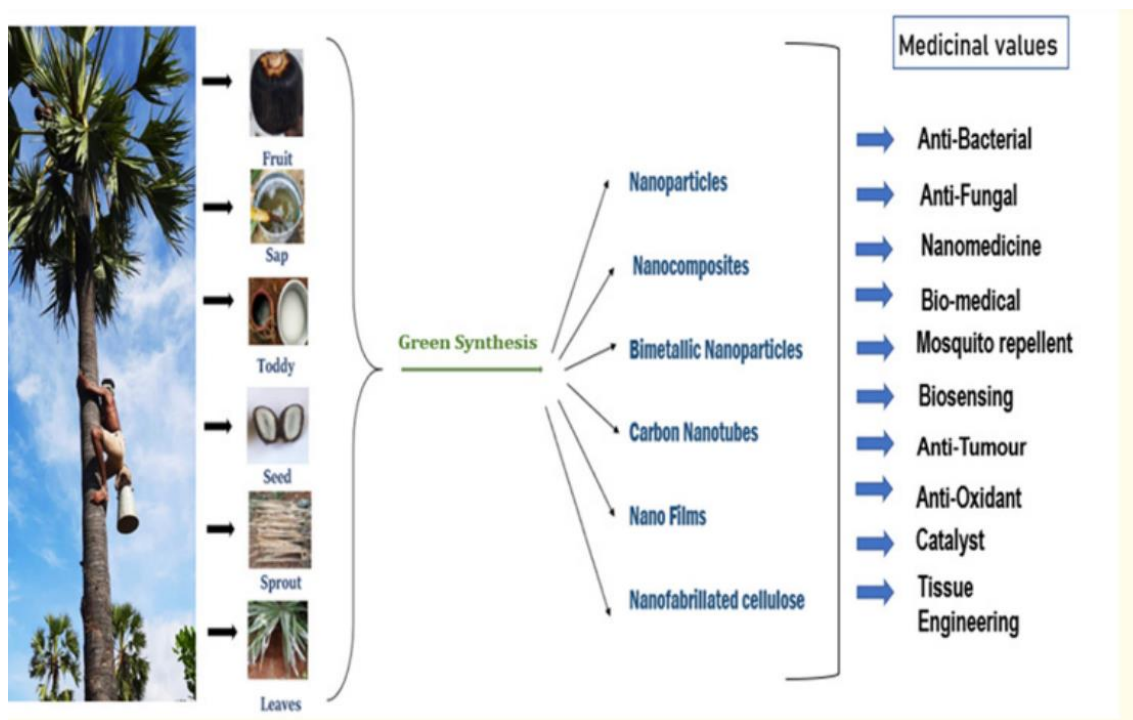 Fruit
Sap
Toddy
Seed
Sprout
Leaves
Green Synthesis
Nanoparticles
Nanocomposites
Bimetallic Nanoparticles
Carbon Nanotubes
Nano Films
Nanofabrillated cellulose
Medicinal values
Anti-Bacterial
Anti-Fungal
Nanomedicine
Bio-medical
Mosquito repellent
Biosensing
Anti-Tumour
Anti-Oxidant
Catalyst
Tissue
Engineering